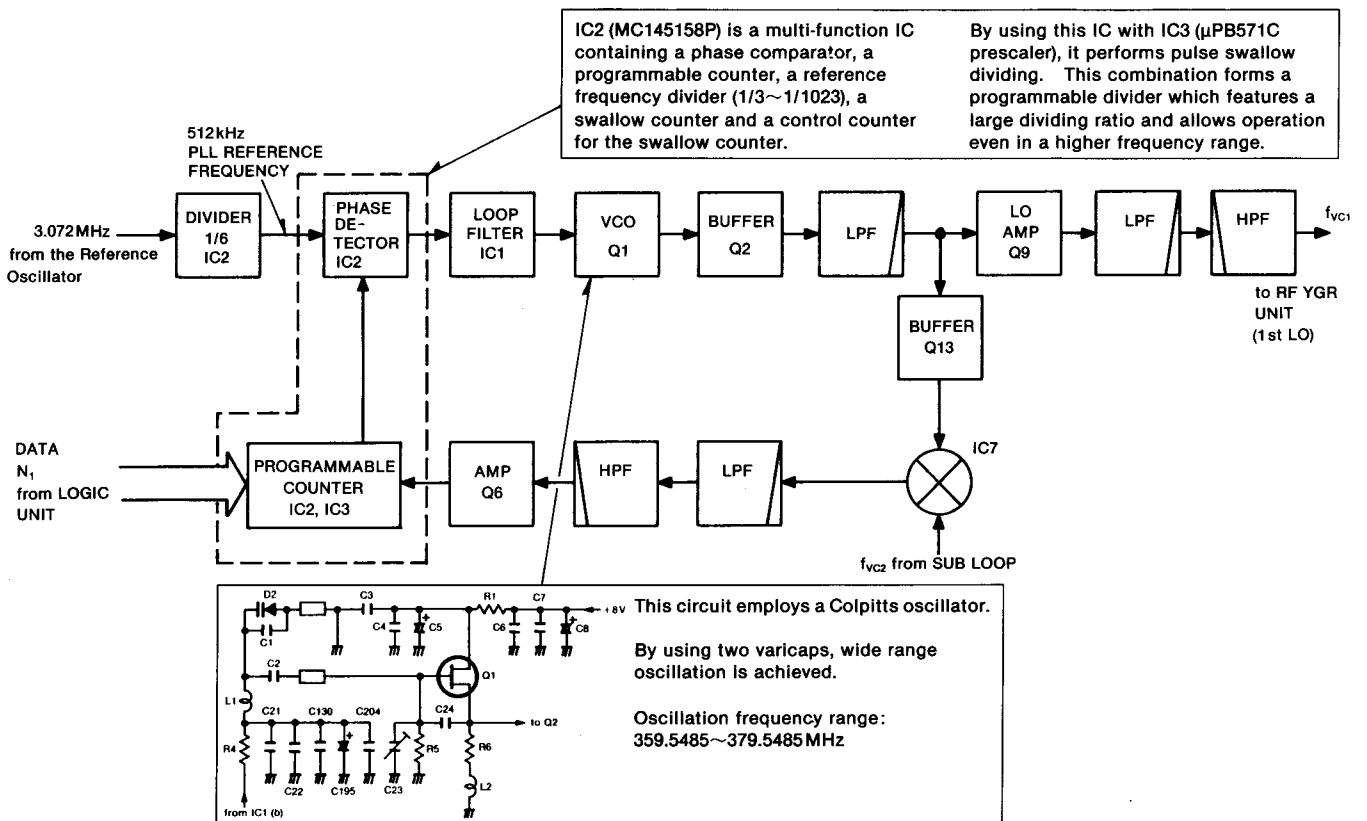 IC2 (MC145158P) is a multi-function IC
containing a phase comparator, a
programmable counter, a reference
frequency divider (1/3~1/1023), a
swallow counter and a control counter
for the swallow counter.
By using this IC with IC3 (μPB571C
prescaler), it performs pulse swallow
dividing. This combination forms a
programmable divider which features a
large dividing ratio and allows operation
even in a higher frequency range.
512kHz
PLL REFERENCE
FREQUENCY
3.072MHz
from the Reference
Oscillator
DIVIDER
1/6
IC2
PHASE
DE-
TECTOR
IC2
LOOP
FILTER
IC1
VCO
Q1
BUFFER
Q2
LPF
LO
AMP
Q9
LPF
HPF
fVC1
to RF YGR
UNIT
(1st LO)
BUFFER
Q13
IC7
DATA
N1
from LOGIC
UNIT
PROGRAMMABLE
COUNTER
IC2, IC3
AMP
Q6
HPF
LPF
fVC2 from SUB LOOP
D2
C1
C3
C4
C5
R1
C6
C7
C8
+8V
C2
Q1
L1
C21
C130
C204
C24
to Q2
R4
C22
C195
C23
R5
R6
L2
from IC1 (b)
This circuit employs a Colpitts oscillator.
By using two varicaps, wide range
oscillation is achieved.
Oscillation frequency range:
359.5485~379.5485MHz